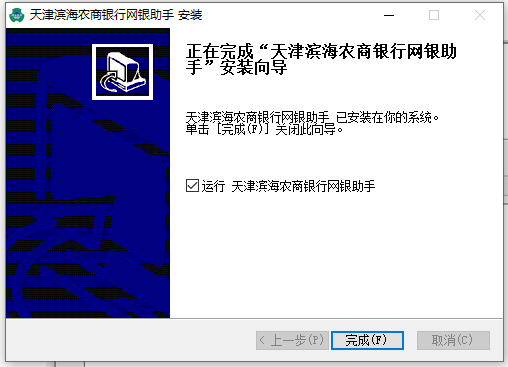 天津滨海农商银行网银助手 安装
正在完成“天津滨海农商银行网银助
手”安装向导
天津滨海农商银行网银助手 已安装在你的系统。
单击 [完成(F)] 关闭此向导。
运行 天津滨海农商银行网银助手
< 上一步(P)
完成(F)
取消(C)